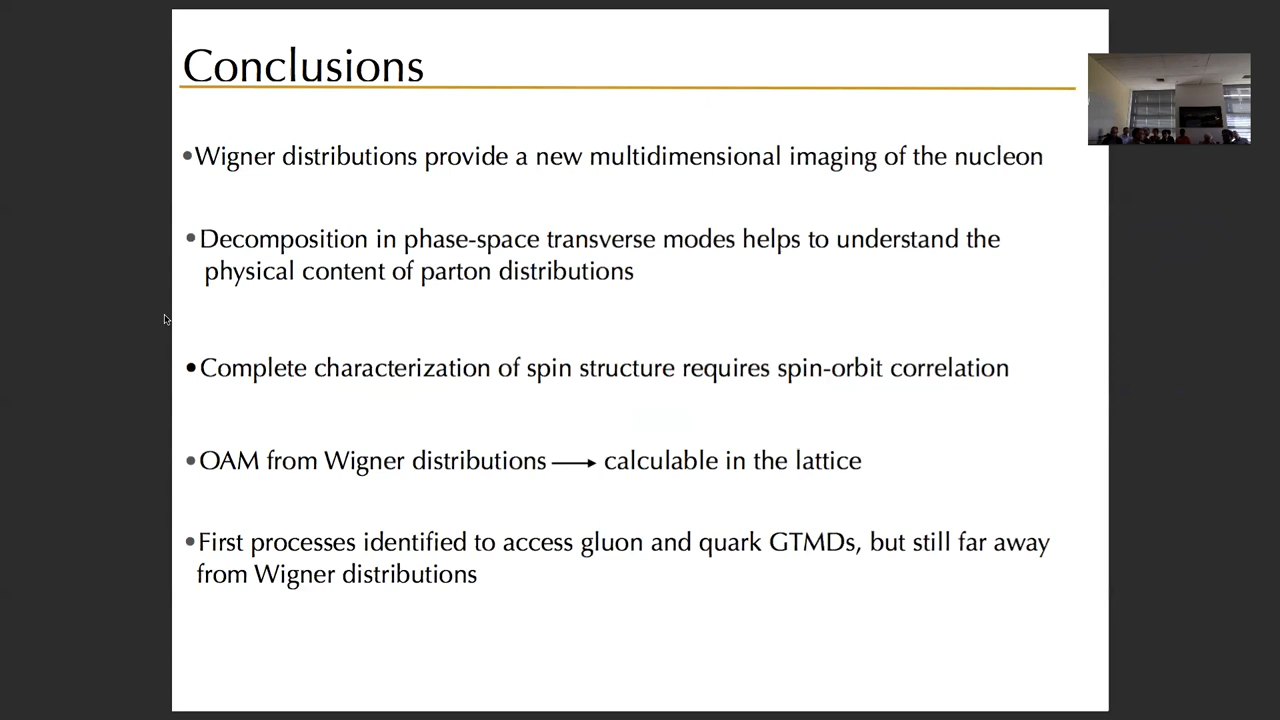 Conclusions
•Wigner distributions provide a new multidimensional imaging of the nucleon
•Decomposition in phase-space transverse modes helps to understand the
physical content of parton distributions
•Complete characterization of spin structure requires spin-orbit correlation
•OAM from Wigner distributions ⟶ calculable in the lattice
•First processes identified to access gluon and quark GTMDs, but still far away
from Wigner distributions